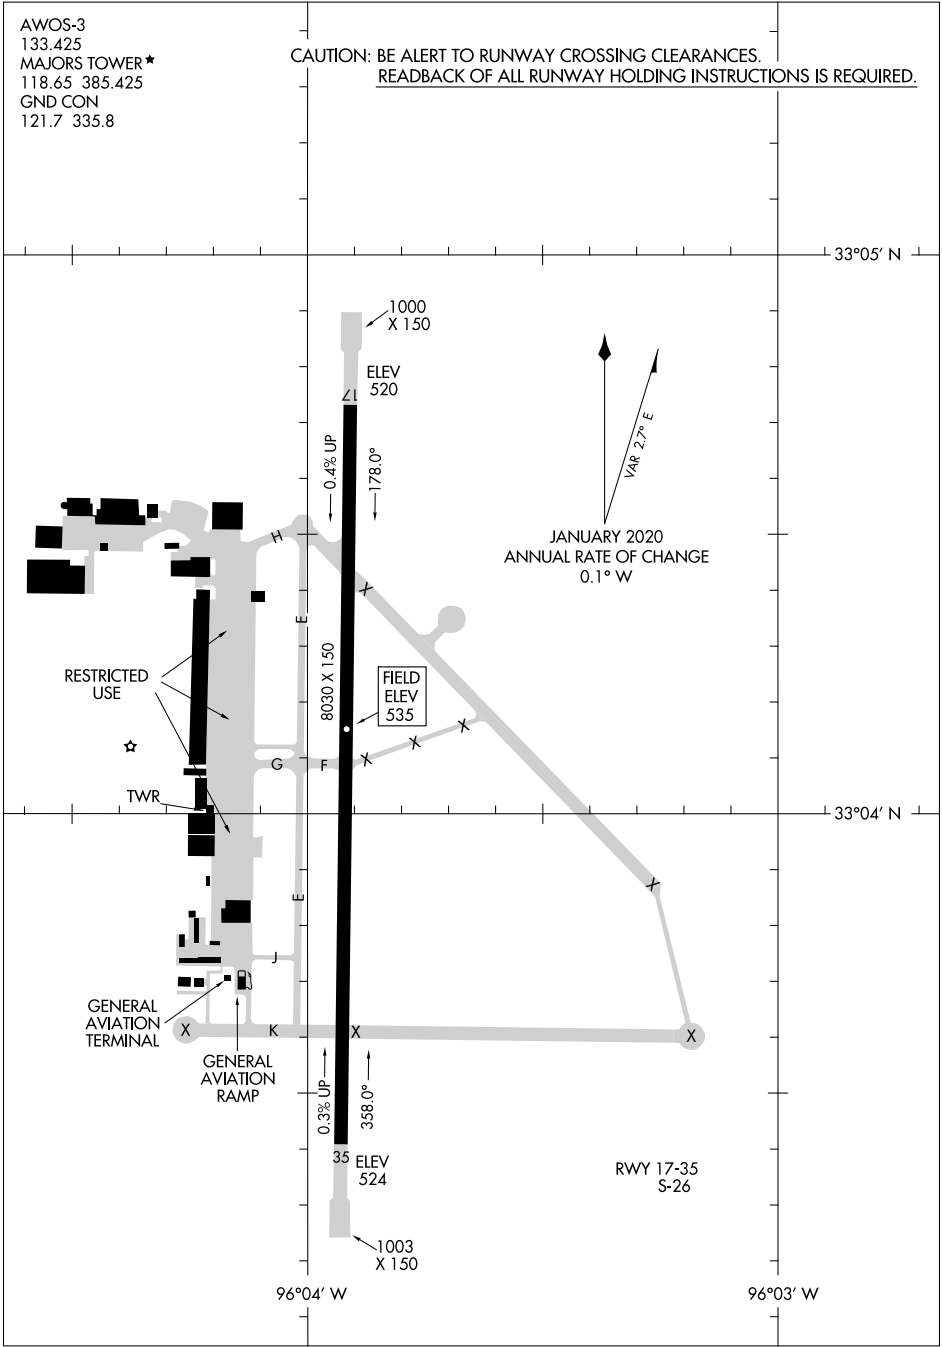 AWOS-3
133.425
MAJORS TOWER★
118.65 385.425
GND CON
121.7 335.8
CAUTION: BE ALERT TO RUNWAY CROSSING CLEARANCES.
READBACK OF ALL RUNWAY HOLDING INSTRUCTIONS IS REQUIRED.
33°05′ N
1000
X 150
ELEV
520
17
0.4% UP
178.0°
VAR 2.7° E
JANUARY 2020
ANNUAL RATE OF CHANGE
0.1° W
H
X
E
8030 X 150
RESTRICTED
USE
FIELD
ELEV
535
G
F
X
X
X
TWR
33°04′ N
X
E
J
GENERAL
AVIATION
TERMINAL
X
K
X
X
GENERAL
AVIATION
RAMP
0.3% UP
358.0°
35
ELEV
524
RWY 17-35
S-26
1003
X 150
96°04′ W
96°03′ W